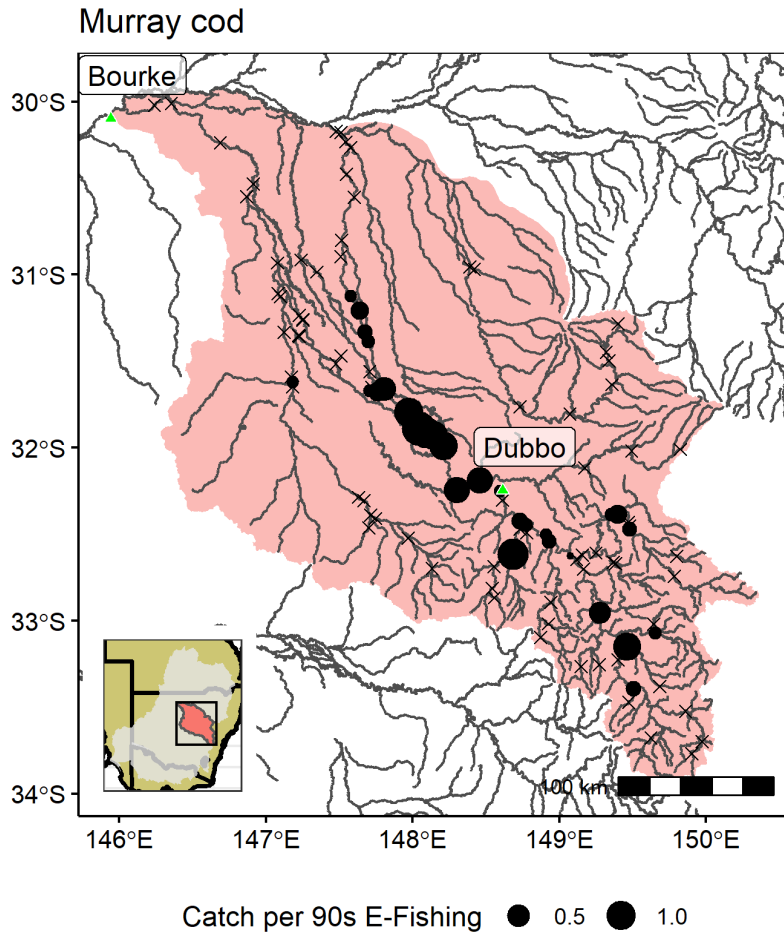 Murray cod
Bourke
30°S
31°S
32°S
Dubbo
33°S
34°S
100 km
146°E 147°E 148°E 149°E 150°E
Catch per 90s E-Fishing 0.5 1.0